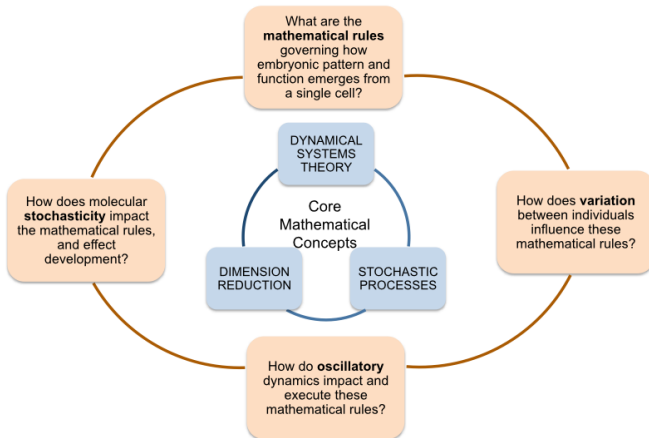 What are the
mathematical rules
governing how
embryonic pattern and
function emerges from
a single cell?
DYNAMICAL
SYSTEMS
THEORY
How does molecular
stochasticity impact
the mathematical rules,
and effect
development?
Core
Mathematical
Concepts
How does variation
between individuals
influence these
mathematical rules?
DIMENSION
REDUCTION
STOCHASTIC
PROCESSES
How do oscillatory
dynamics impact and
execute these
mathematical rules?